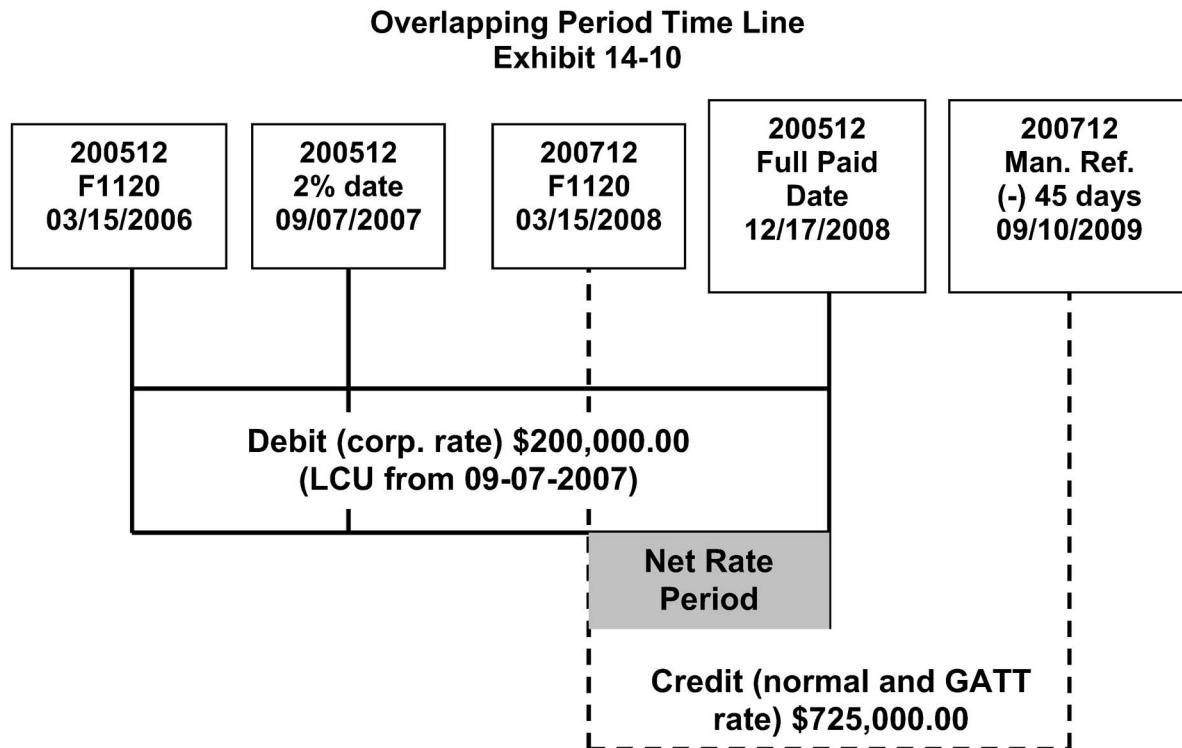 Overlapping Period Time Line
Exhibit 14-10
200512
F1120
03/15/2006
200512
2% date
09/07/2007
200712
F1120
03/15/2008
200512
Full Paid
Date
12/17/2008
200712
Man. Ref.
(-) 45 days
09/10/2009
Debit (corp. rate) $200,000.00
(LCU from 09-07-2007)
Net Rate
Period
Credit (normal and GATT
rate) $725,000.00